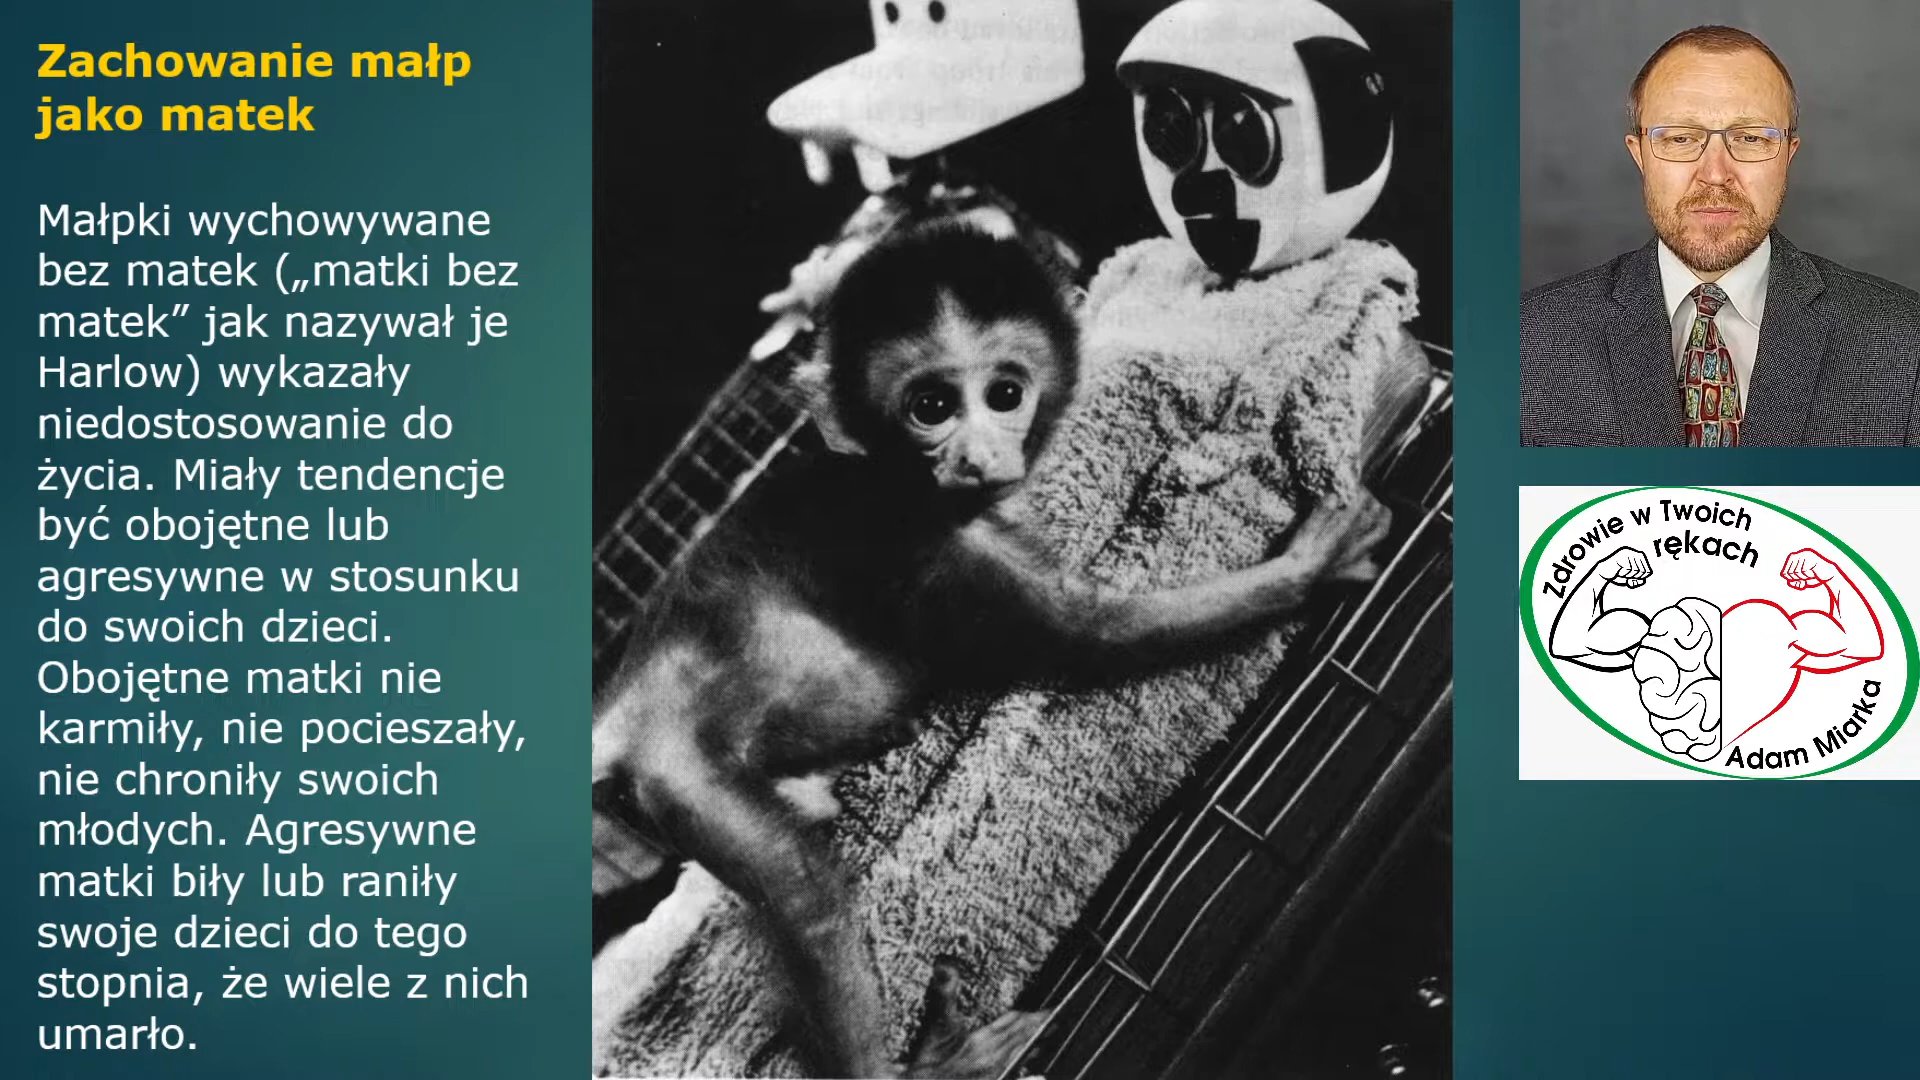 Zachowanie małp
jako matek
Małpki wychowywane
bez matek („matki bez
matek” jak nazywał je
Harlow) wykazały
niedostosowanie do
życia. Miały tendencje
być obojętne lub
agresywne w stosunku
do swoich dzieci.
Obojętne matki nie
karmiły, nie pocieszały,
nie chroniły swoich
młodych. Agresywne
matki biły lub raniły
swoje dzieci do tego
stopnia, że wiele z nich
umarło.
Zdrowie w Twoich
rękach
Adam Miarka